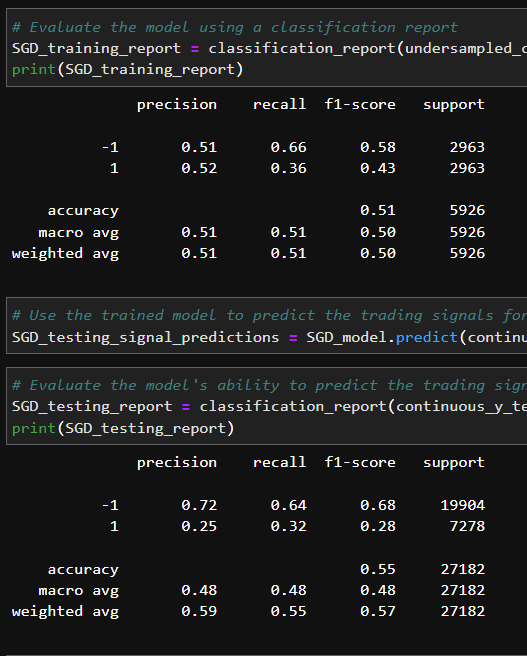 # Evaluate the model using a classification report
SGD_training_report = classification_report(undersampled_
print(SGD_training_report)
precision recall f1-score support
-1 0.51 0.66 0.58 2963
1 0.52 0.36 0.43 2963
accuracy 0.51 5926
macro avg 0.51 0.51 0.50 5926
weighted avg 0.51 0.51 0.50 5926
# Use the trained model to predict the trading signals for
SGD_testing_signal_predictions = SGD_model.predict(continu
# Evaluate the model's ability to predict the trading sign
SGD_testing_report = classification_report(continuous_y_te
print(SGD_testing_report)
precision recall f1-score support
-1 0.72 0.64 0.68 19904
1 0.25 0.32 0.28 7278
accuracy 0.55 27182
macro avg 0.48 0.48 0.48 27182
weighted avg 0.59 0.55 0.57 27182